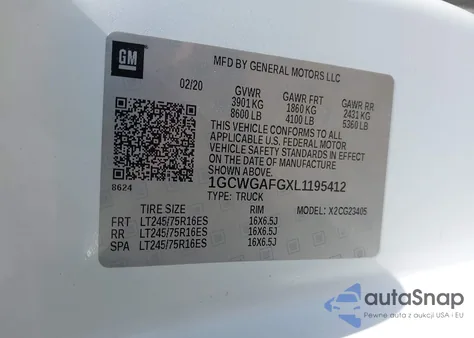 GM
MFD BY GENERAL MOTORS LLC
02/20
GVWR GAWR FRT GAWR RR
3901 KG 1860 KG 2431 KG
8600 LB 4100 LB 5360 LB
THIS VEHICLE CONFORMS TO ALL APPLICABLE
U.S. FEDERAL MOTOR
VEHICLE SAFETY STANDARDS IN EFFECT ON THE
DATE OF MANUFACTURE SHOWN ABOVE.
1GCWGAFGXL1195412
8624
TYPE: TRUCK
MODEL: X2CG23405
TIRE SIZE RIM
FRT LT245/75R16ES 16X6.5J
RR LT245/75R16ES 16X6.5J
SPA LT245/75R16ES 16X6.5J
autoSnap
Pewne auta z aukcji USA i EU